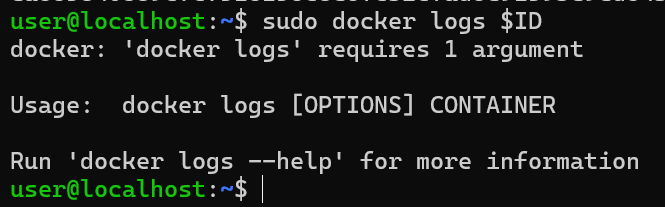 user@localhost:~$ sudo docker logs $ID
docker: 'docker logs' requires 1 argument
Usage:  docker logs [OPTIONS] CONTAINER
Run 'docker logs --help' for more information
user@localhost:~$